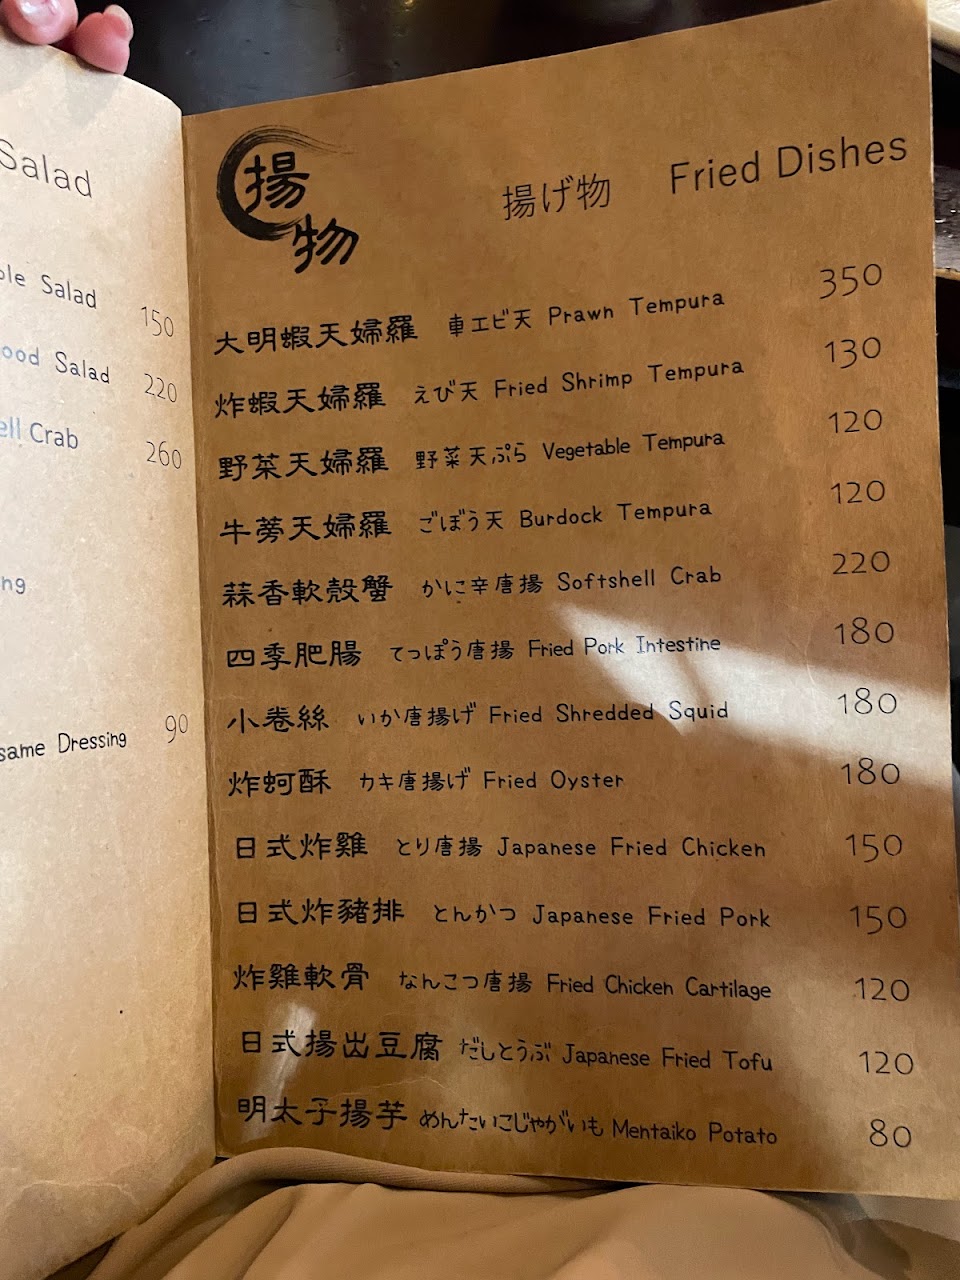 Salad
Salad 150
ood Salad 220
ell Crab 260
ng
same Dressing 90
揚物
揚げ物 Fried Dishes
大明蝦天婦羅 車エビ天 Prawn Tempura 350
炸蝦天婦羅 えび天 Fried Shrimp Tempura 130
野菜天婦羅 野菜天ぷら Vegetable Tempura 120
牛蒡天婦羅 ごぼう天 Burdock Tempura 120
蒜香軟殼蟹 かに辛唐揚 Softshell Crab 220
四季肥腸 てっぽう唐揚 Fried Pork Intestine 180
小卷絲 いか唐揚げ Fried Shredded Squid 180
炸蚵酥 カキ唐揚げ Fried Oyster 180
日式炸雞 とり唐揚 Japanese Fried Chicken 150
日式炸豬排 とんかつ Japanese Fried Pork 150
炸雞軟骨 なんこつ唐揚 Fried Chicken Cartilage 120
日式揚出豆腐 だしとうぶ Japanese Fried Tofu 120
明太子揚芋 めんたいこじゃがいも Mentaiko Potato 80